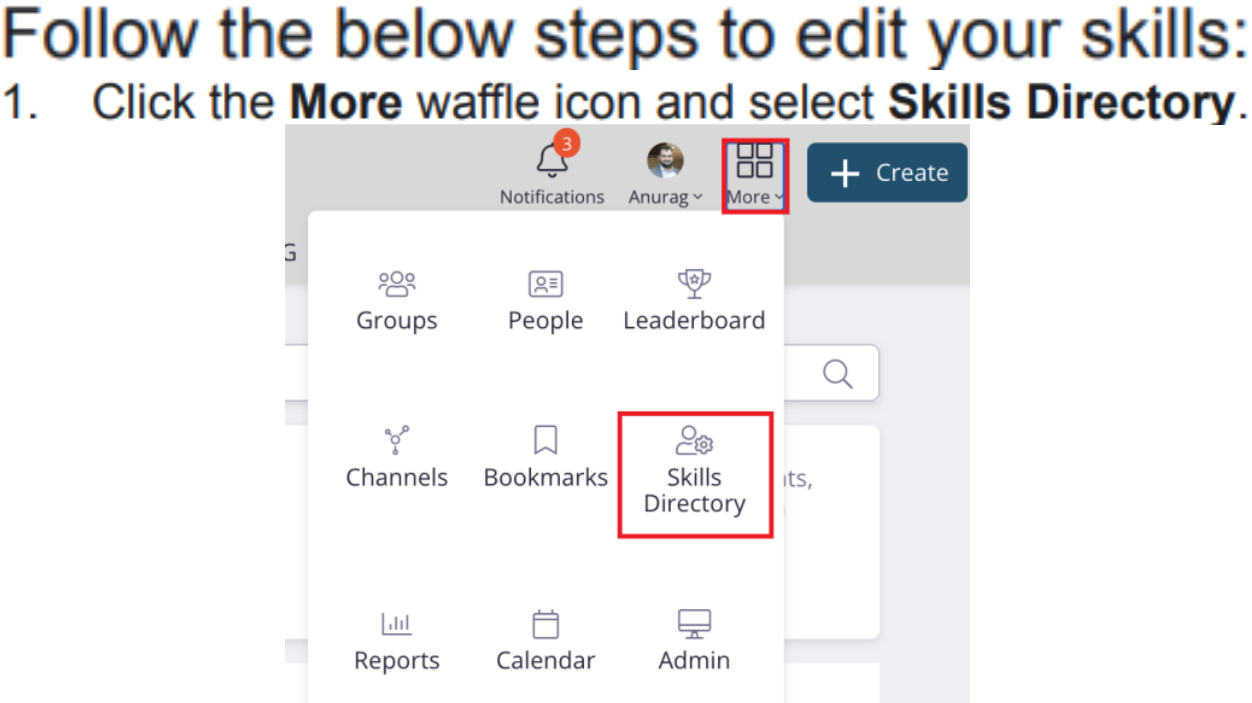 Follow the below steps to edit your skills:
1. Click the More waffle icon and select Skills Directory.
3
Notifications Anurag More + Create
G
Groups People Leaderboard
Channels Bookmarks Skills
Directory
ts,
Reports Calendar Admin